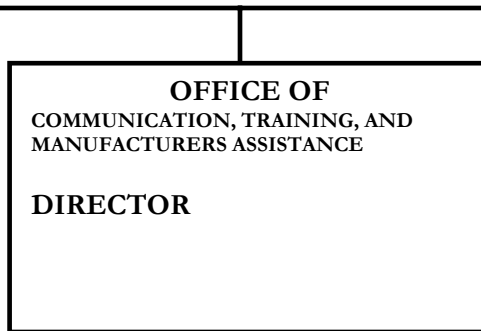 OFFICE OF
COMMUNICATION, TRAINING, AND
MANUFACTURERS ASSISTANCE
DIRECTOR